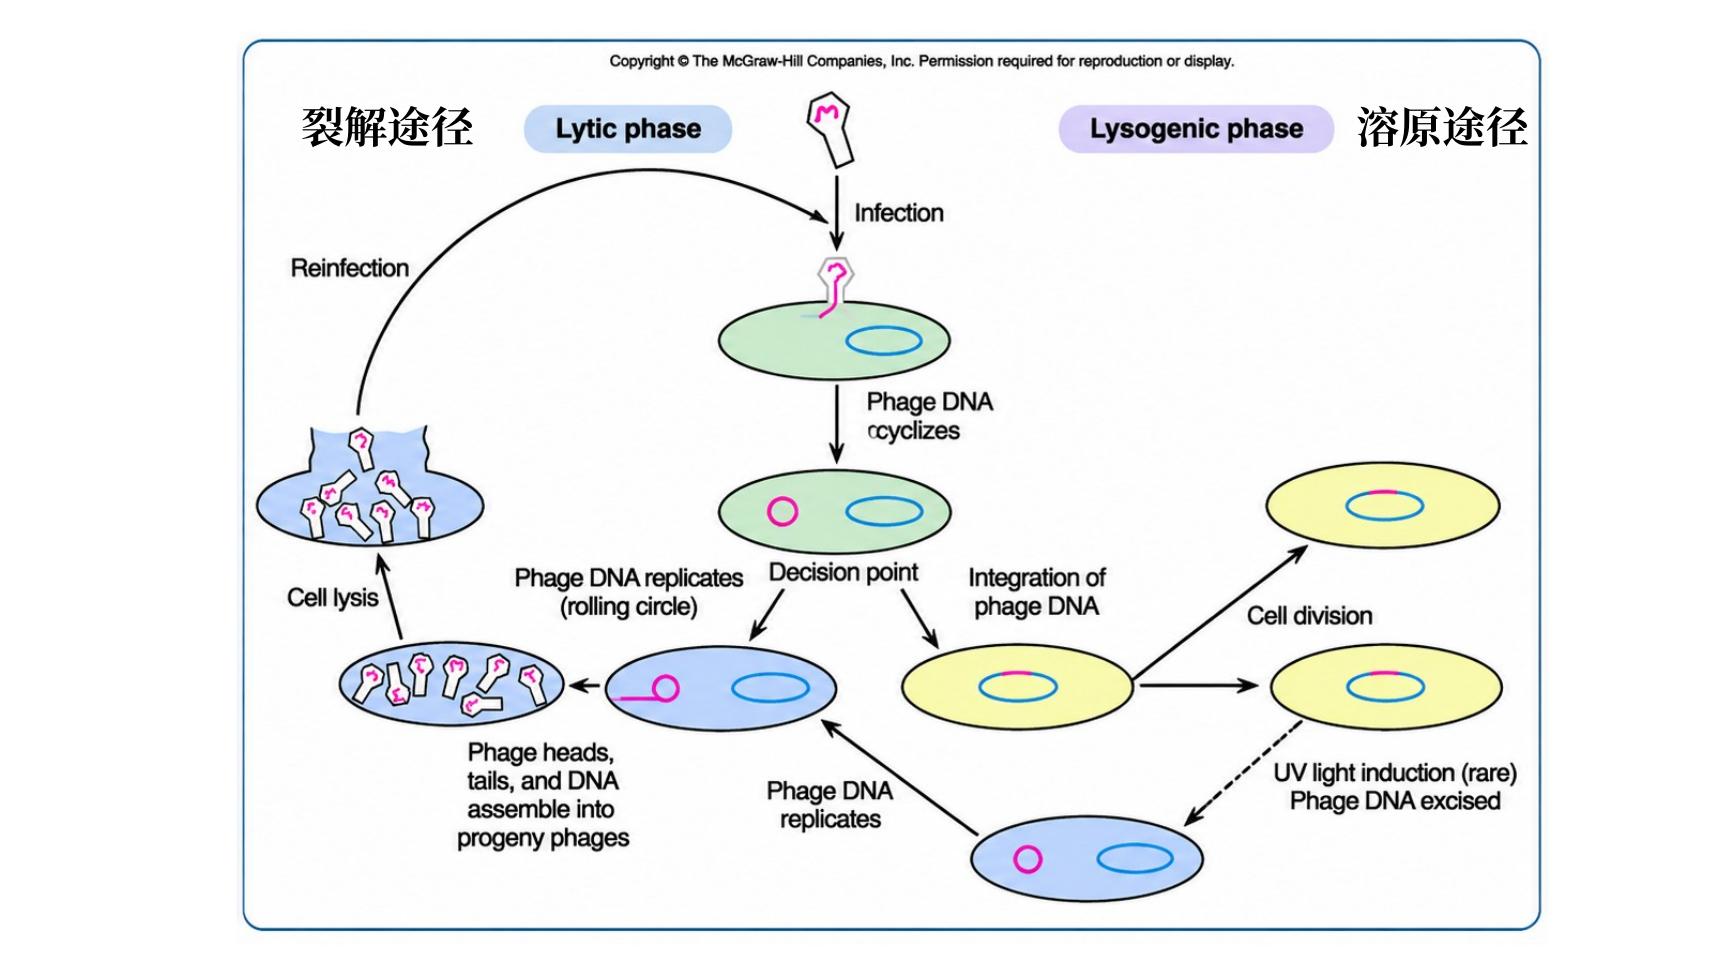 Copyright © The McGraw-Hill Companies, Inc. Permission required for reproduction or display.
裂解途径
Lytic phase
Lysogenic phase
溶原途径
Infection
Reinfection
Phage DNA
cyclizes
Phage DNA replicates
(rolling circle)
Decision point
Integration of
phage DNA
Cell lysis
Cell division
Phage heads,
tails, and DNA
assemble into
progeny phages
Phage DNA
replicates
UV light induction (rare)
Phage DNA excised